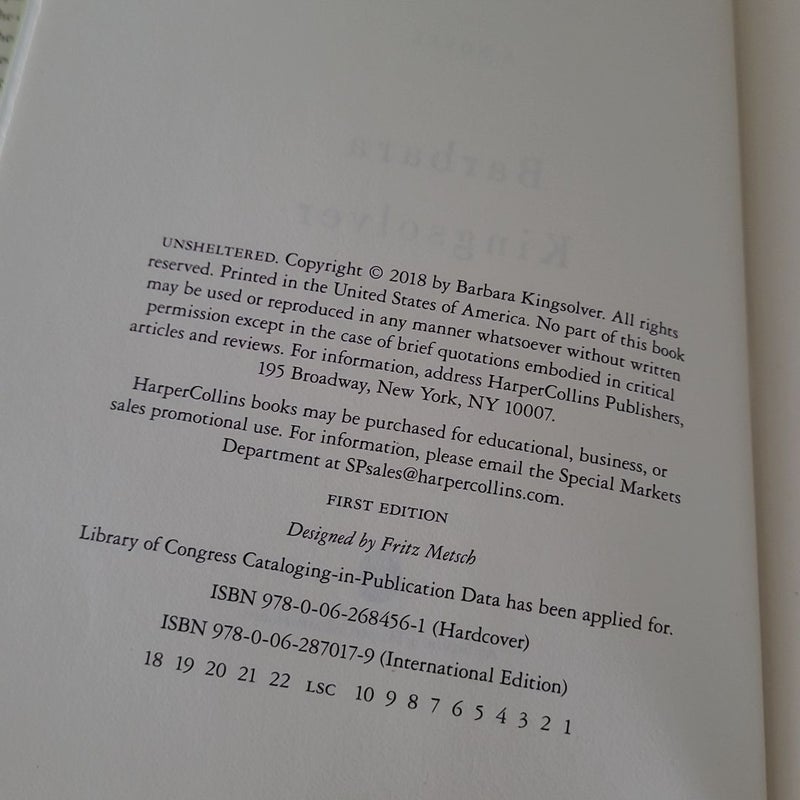 UNSHELTERED. Copyright © 2018 by Barbara Kingsolver. All rights
reserved. Printed in the United States of America. No part of this book
may be used or reproduced in any manner whatsoever without written
permission except in the case of brief quotations embodied in critical
articles and reviews. For information, address HarperCollins Publishers,
195 Broadway, New York, NY 10007.
HarperCollins books may be purchased for educational, business, or
sales promotional use. For information, please email the Special Markets
Department at SPsales@harpercollins.com.
FIRST EDITION
Designed by Fritz Metsch
Library of Congress Cataloging-in-Publication Data has been applied for.
ISBN 978-0-06-268456-1 (Hardcover)
ISBN 978-0-06-287017-9 (International Edition)
18 19 20 21 22 LSC 10 9 8 7 6 5 4 3 2 1